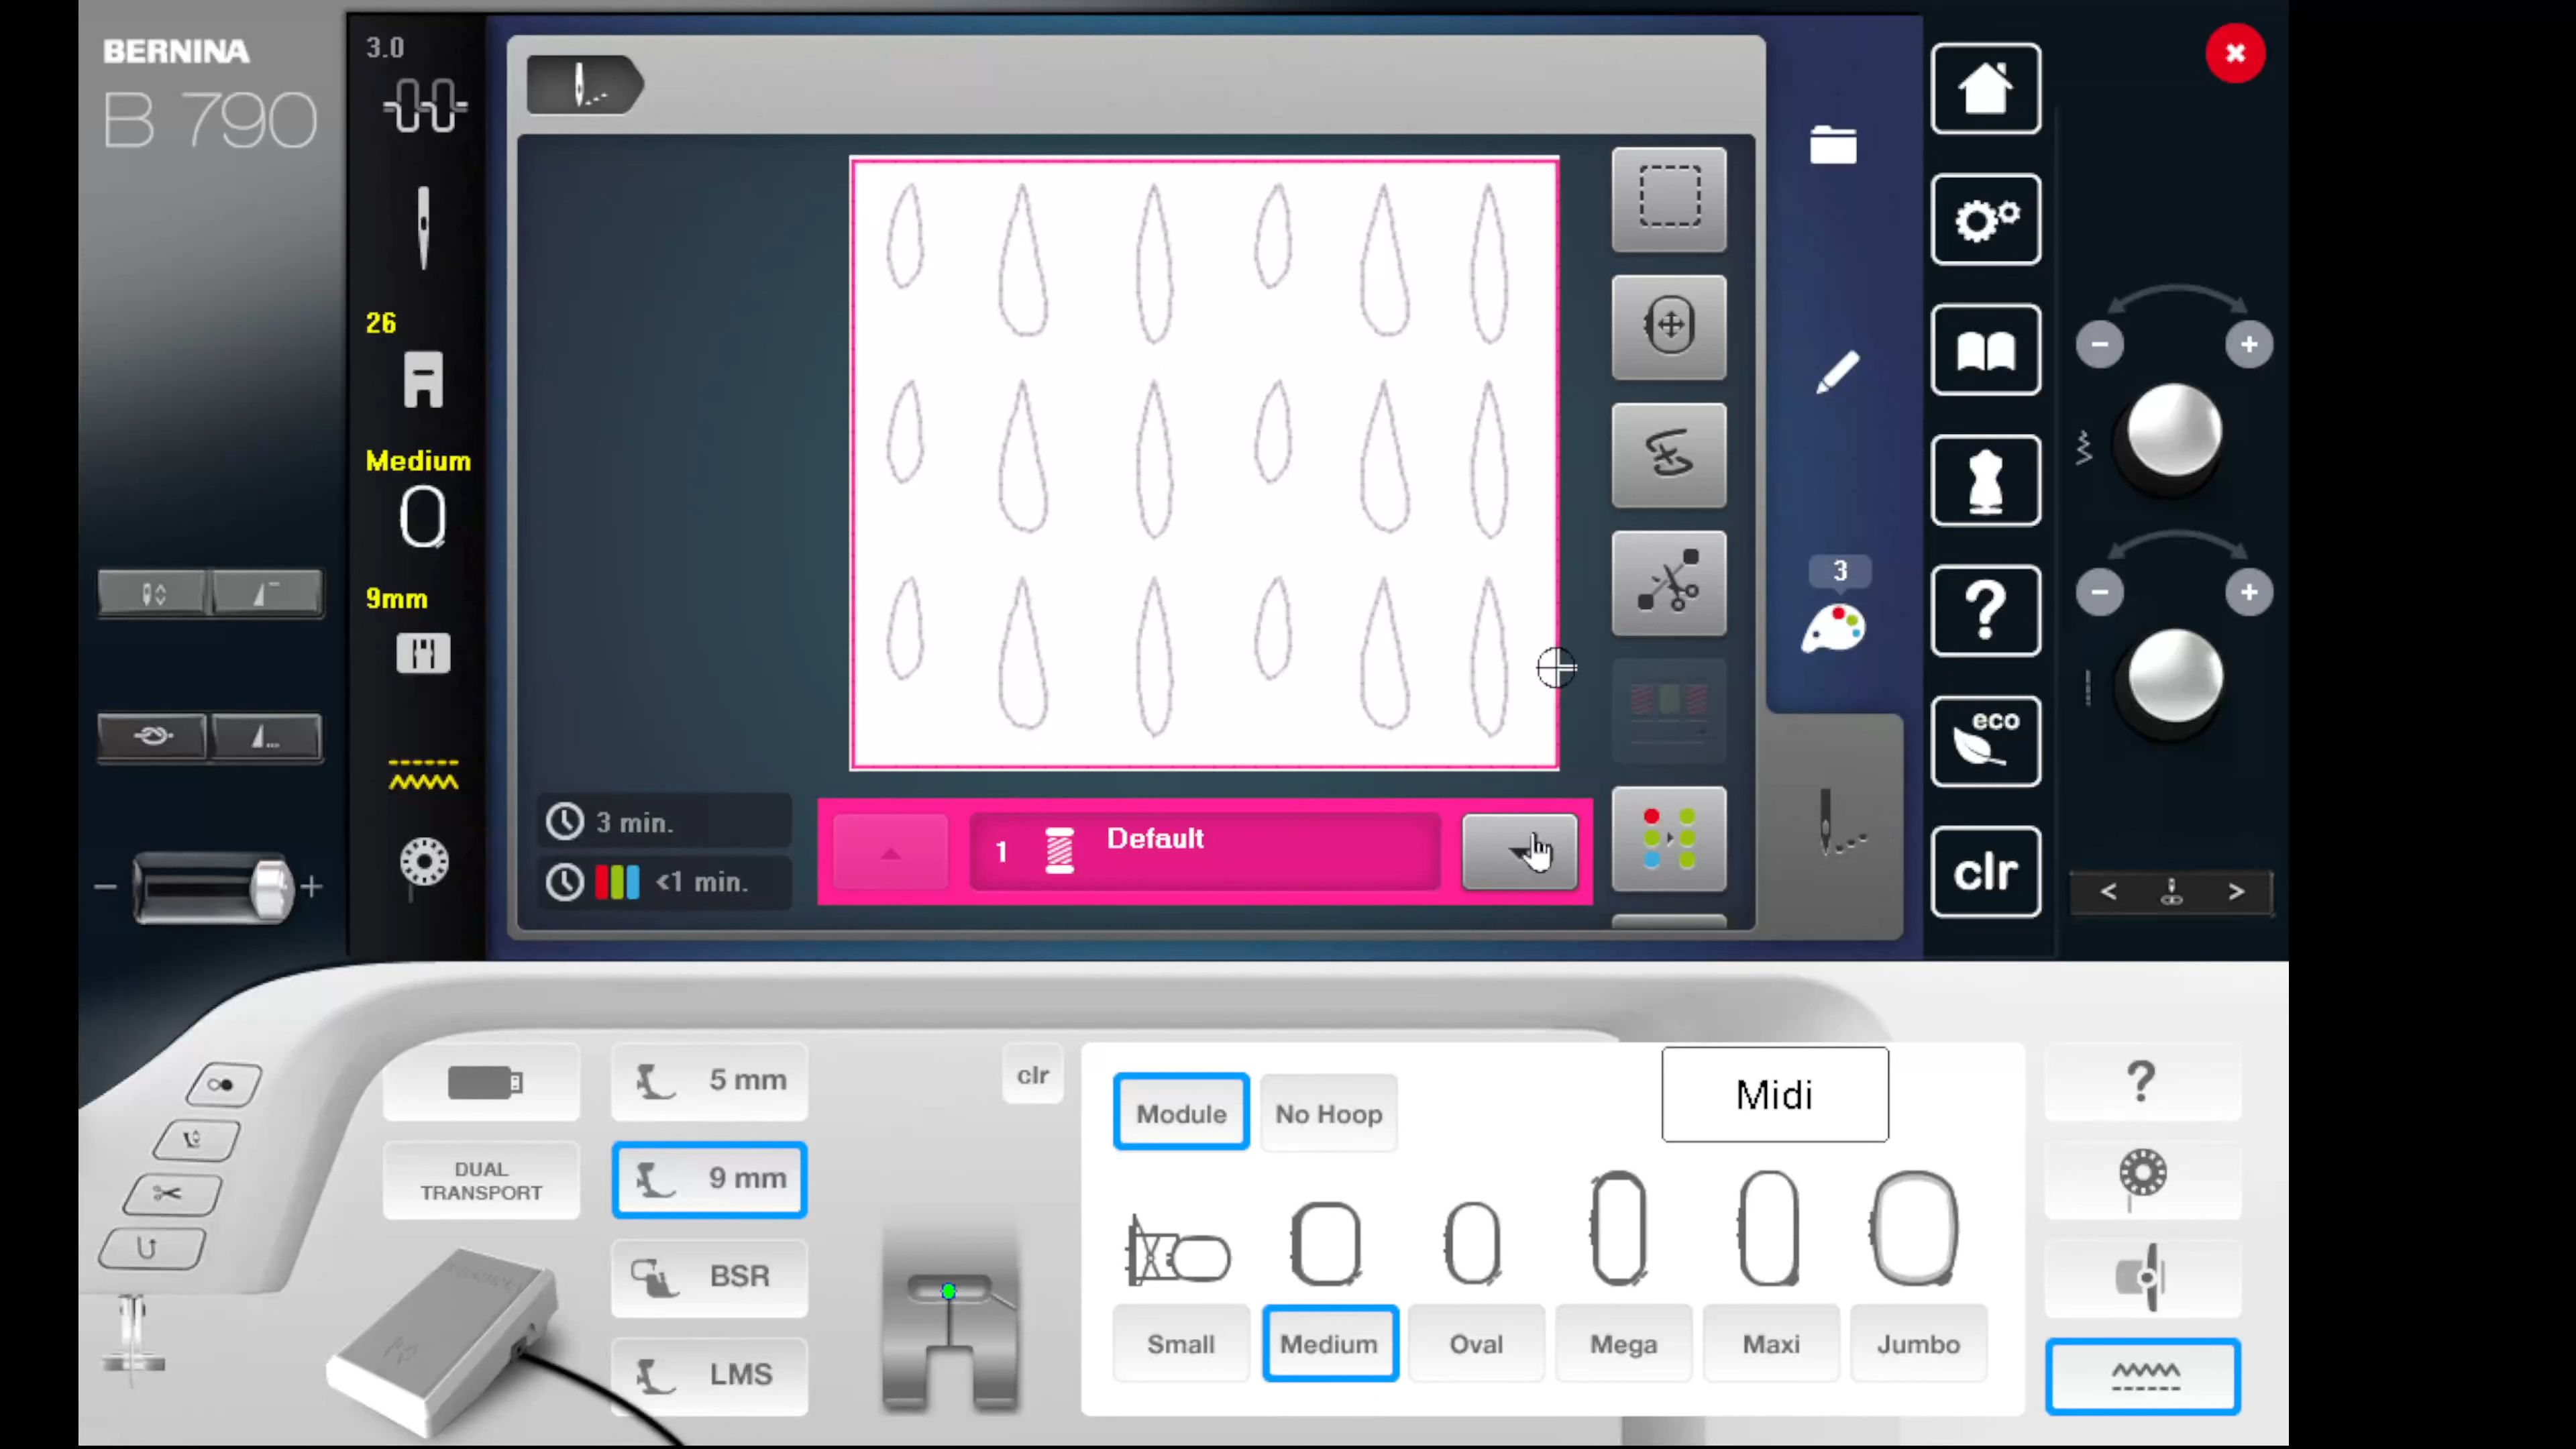 BERNINA
B 790
3.0
26
Medium
9mm
3 min.
<1 min.
1 Default
3
eco
clr
5 mm
9 mm
BSR
LMS
DUAL
TRANSPORT
clr
Module
No Hoop
Midi
Small
Medium
Oval
Mega
Maxi
Jumbo